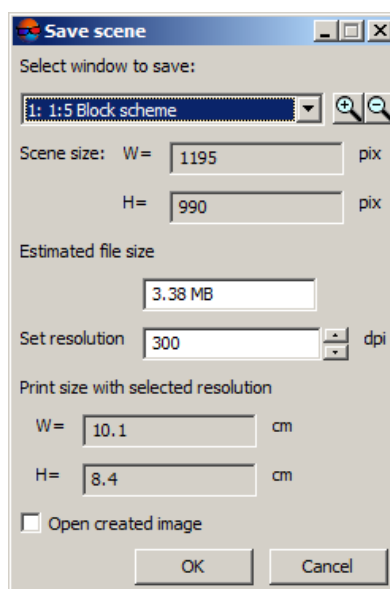 Save scene
Select window to save:
1: 1:5 Block scheme
Scene size: W= 1195 pix
H= 990 pix
Estimated file size
3.38 MB
Set resolution 300 dpi
Print size with selected resolution
W= 10.1 cm
H= 8.4 cm
Open created image
OK Cancel